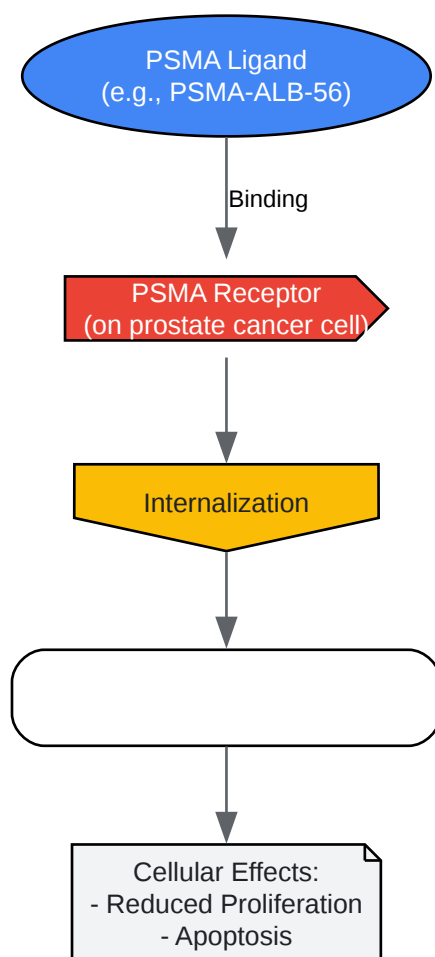 PSMA Ligand
(e.g., PSMA-ALB-56)
Binding
PSMA Receptor
(on prostate cancer cell)
Internalization
Cellular Effects:
- Reduced Proliferation
- Apoptosis